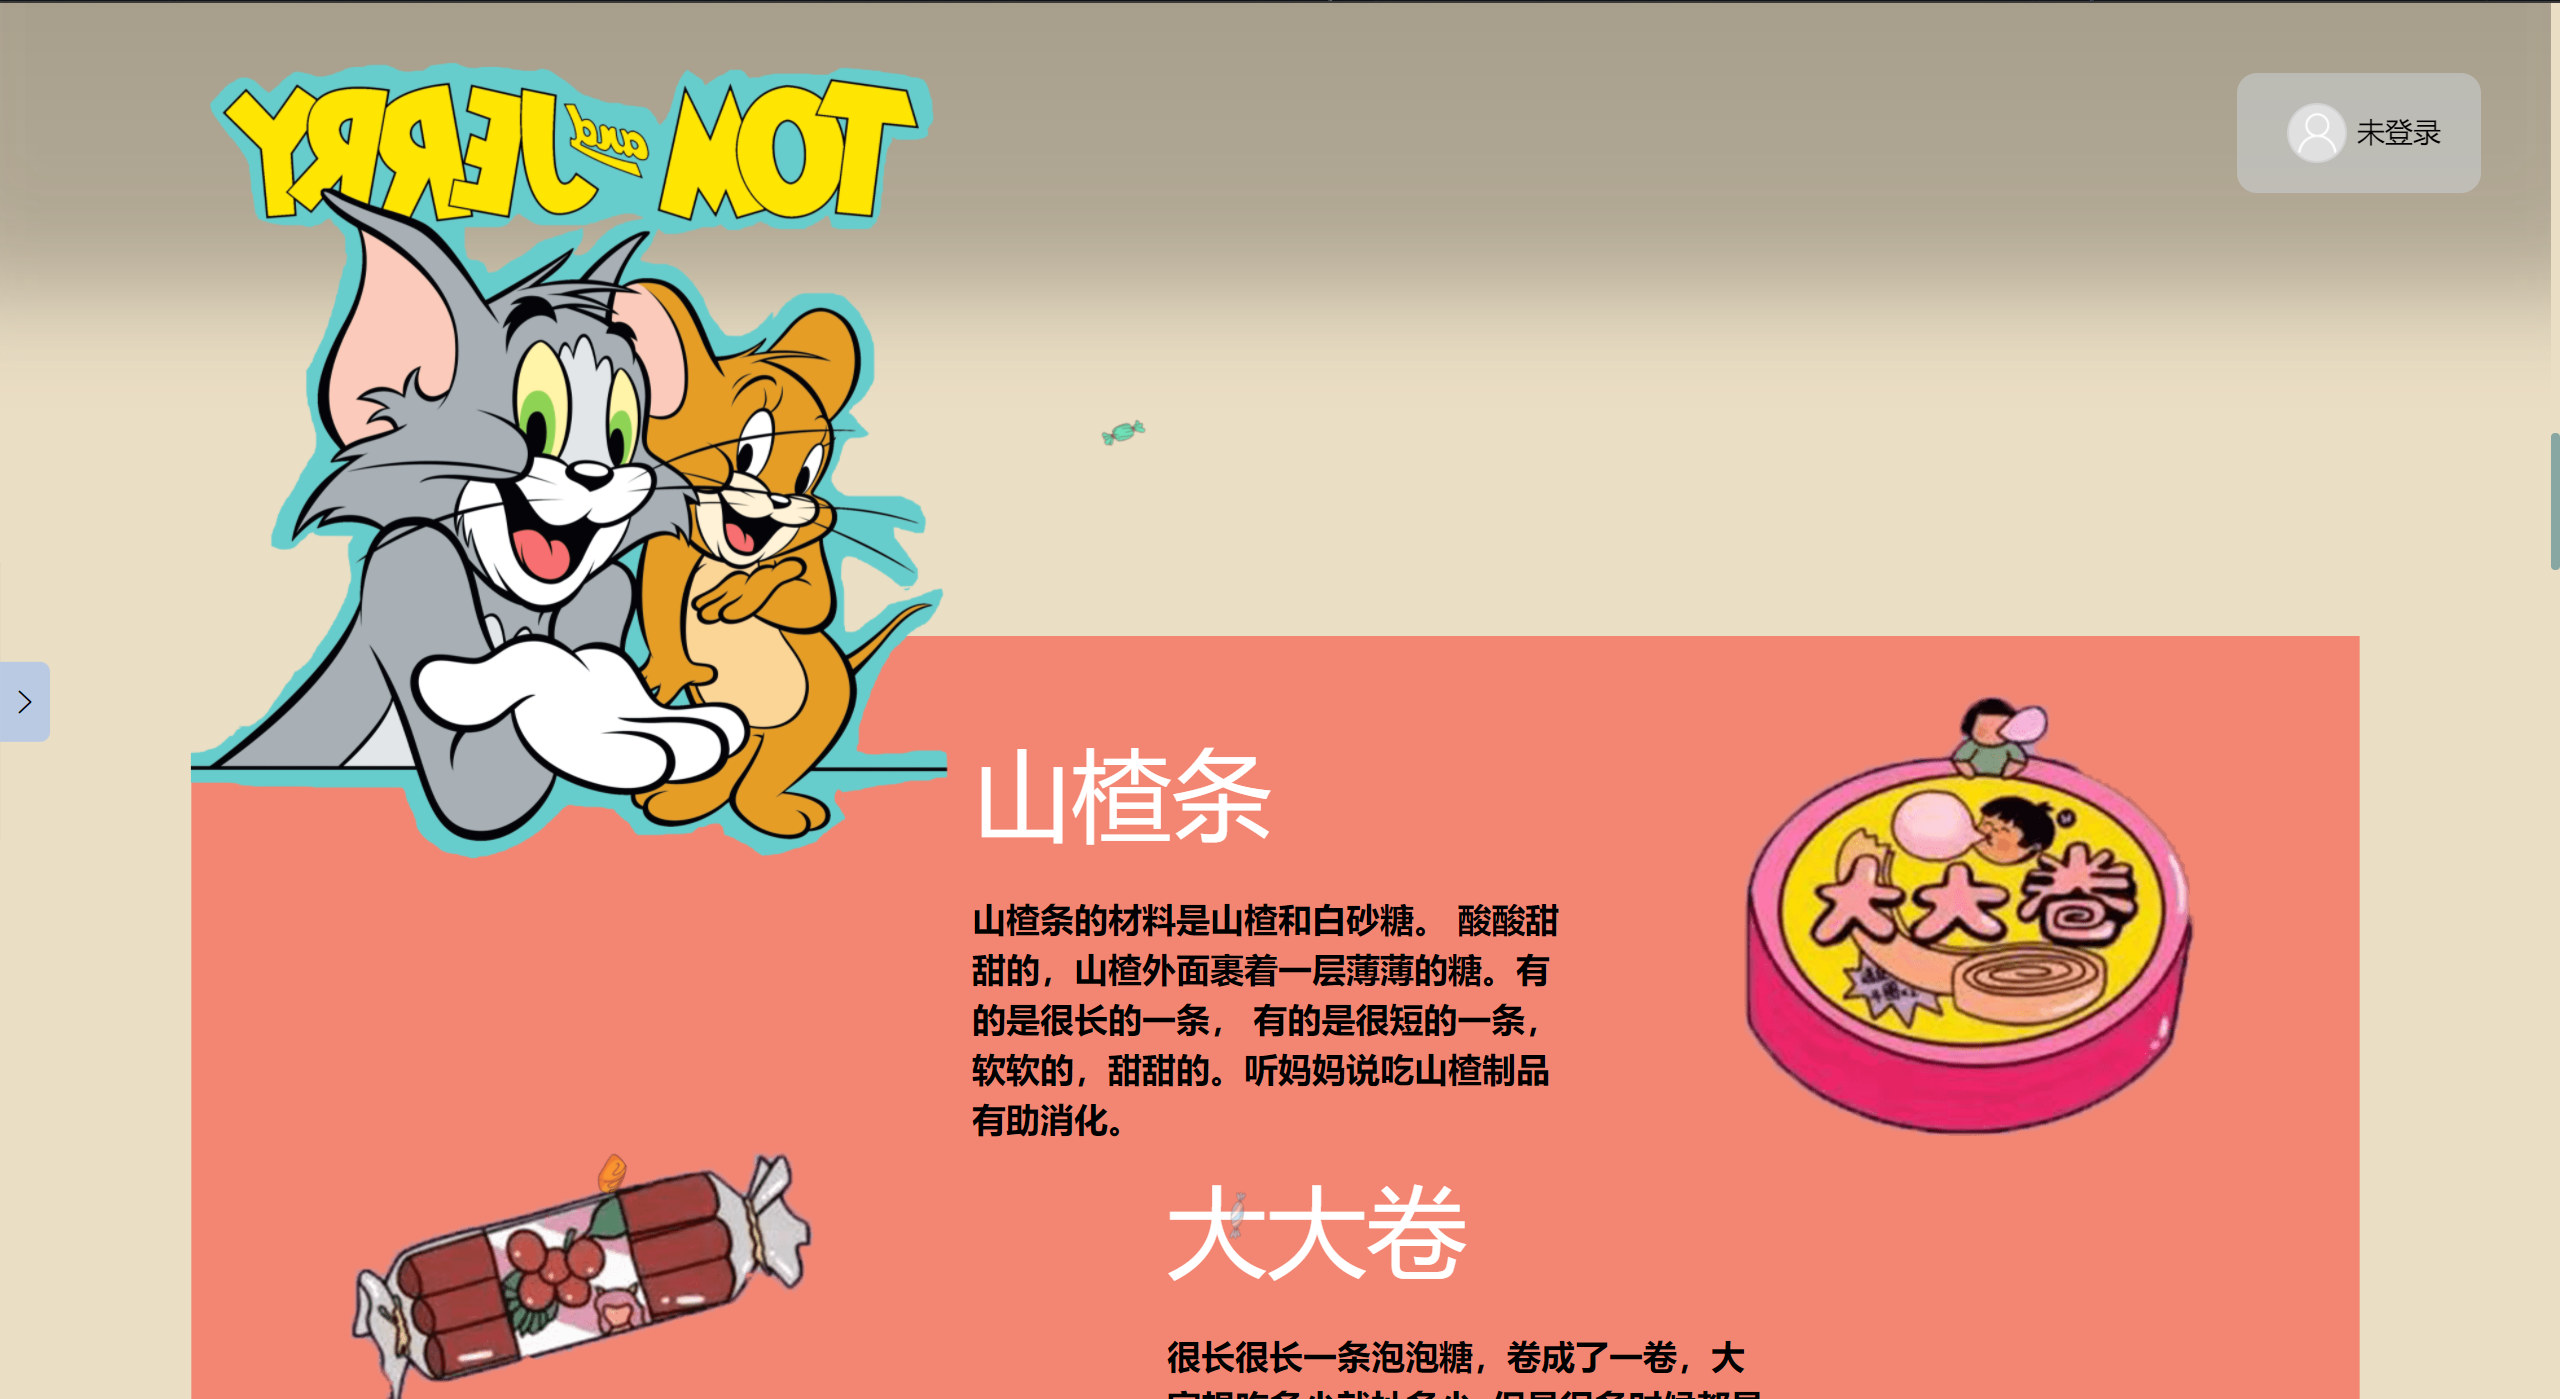 TOM and JERRY
未登录
山楂条
山楂条的材料是山楂和白砂糖。 酸酸甜
甜的，山楂外面裹着一层薄薄的糖。有
的是很长的一条， 有的是很短的一条，
软软的，甜甜的。听妈妈说吃山楂制品
有助消化。
大大卷
大大卷
很长很长一条泡泡糖，卷成了一卷，大